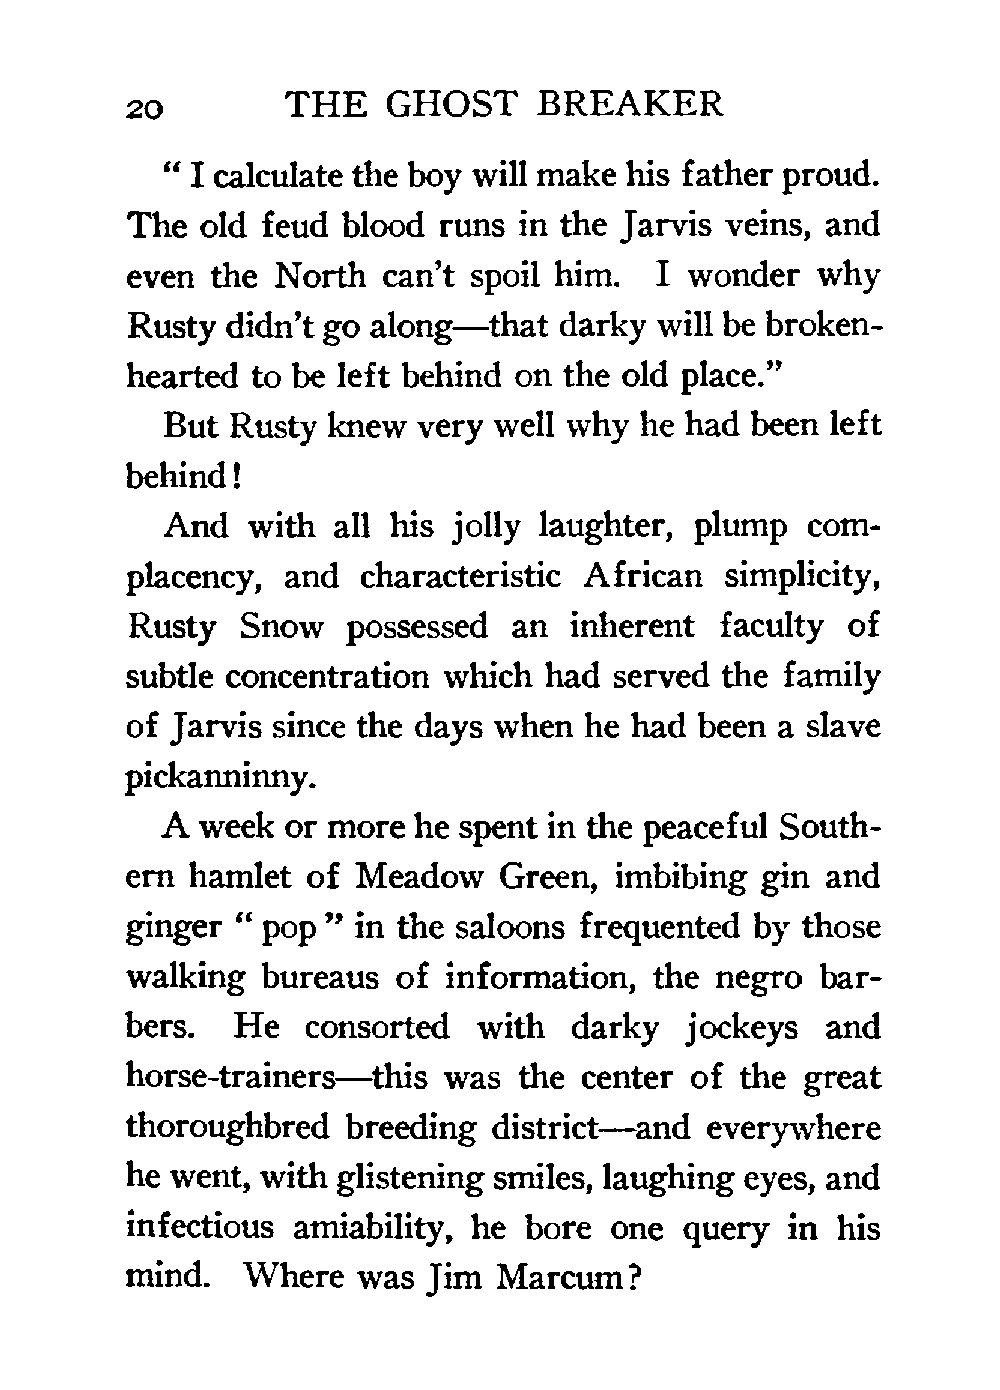 20 THE GHOST BREAKER
“ I calculate the boy will make his father proud.
The old feud blood runs in the Jarvis veins, and
even the North can’t spoil him. I wonder why
Rusty didn’t go along—that darky will be broken-
hearted to be left behind on the old place.”
But Rusty knew very well why he had been left
behind!
And with all his jolly laughter, plump com-
placency, and characteristic African simplicity,
Rusty Snow possessed an inherent faculty of
subtle concentration which had served the family
of Jarvis since the days when he had been a slave
pickanninny.
A week or more he spent in the peaceful South-
ern hamlet of Meadow Green, imbibing gin and
ginger “ pop ” in the saloons frequented by those
walking bureaus of information, the negro bar-
bers. He consorted with darky jockeys and
horse-trainers—this was the center of the great
thoroughbred breeding district—and everywhere
he went, with glistening smiles, laughing eyes, and
infectious amiability, he bore one query in his
mind. Where was Jim Marcum?